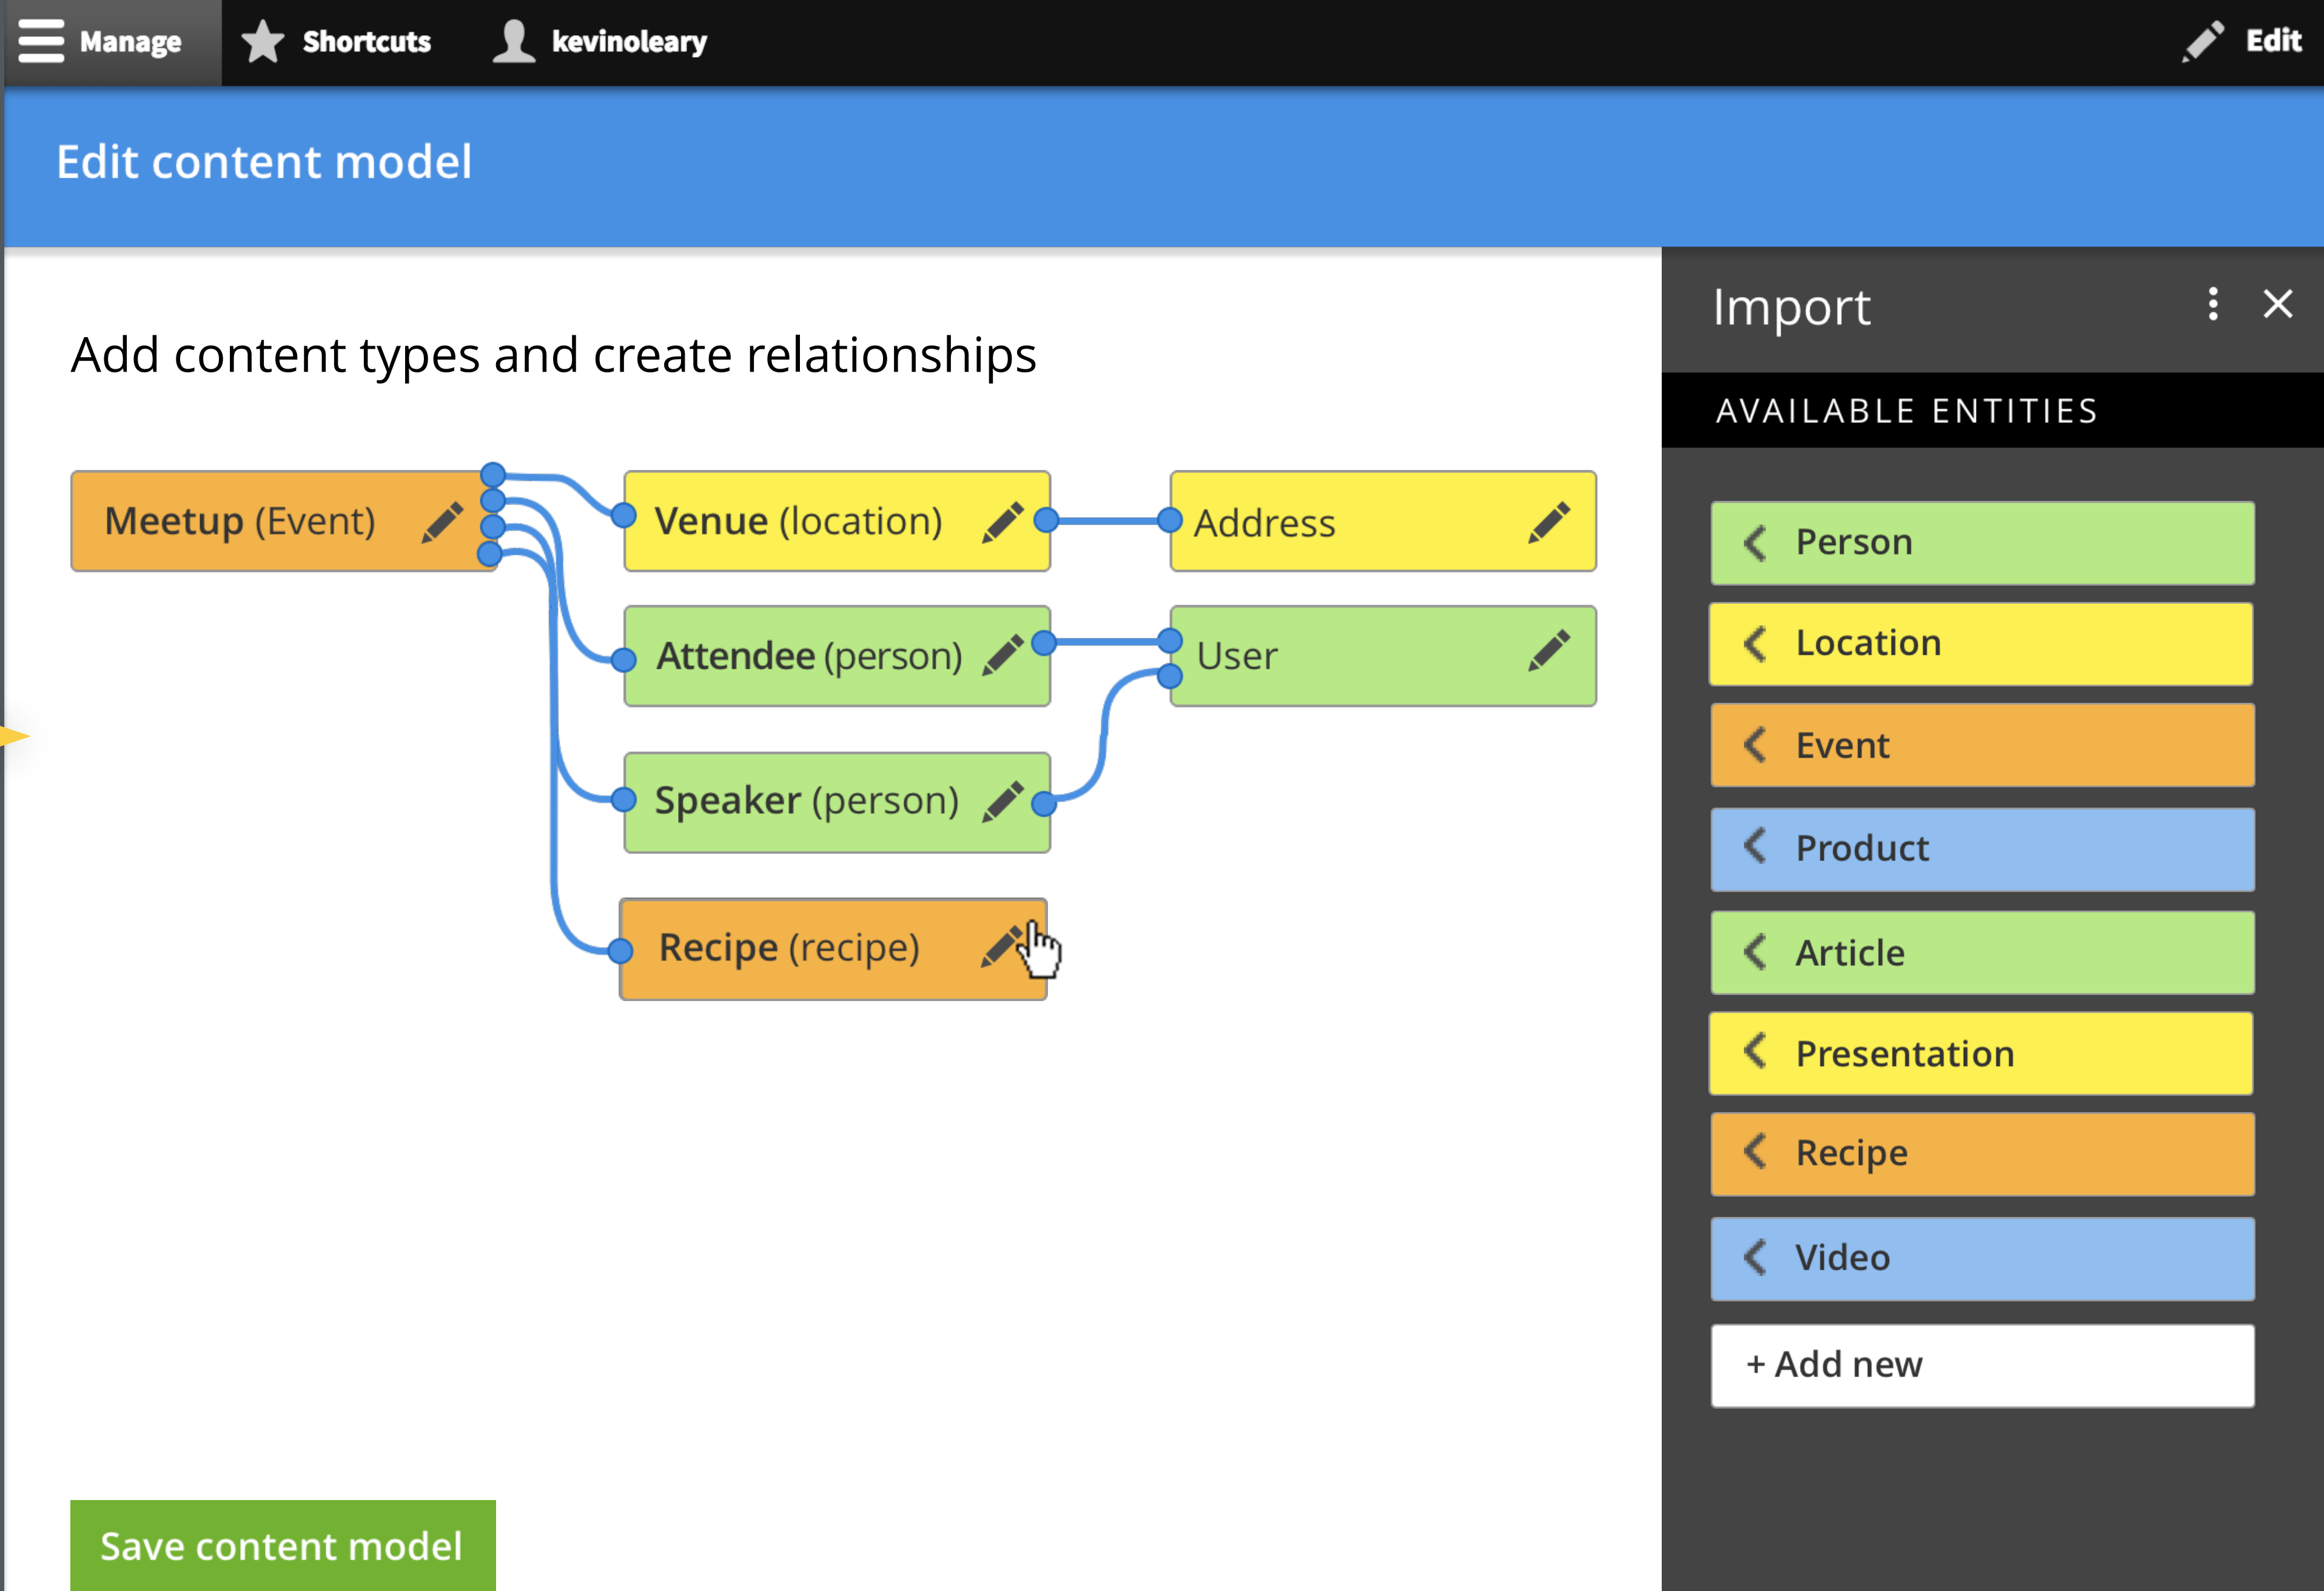 Manage Shortcuts kevinoleary Edit
Edit content model
Add content types and create relationships
Meetup (Event)
Venue (location)
Address
Attendee (person)
User
Speaker (person)
Recipe (recipe)
Save content model
Import
AVAILABLE ENTITIES
Person
Location
Event
Product
Article
Presentation
Recipe
Video
+ Add new